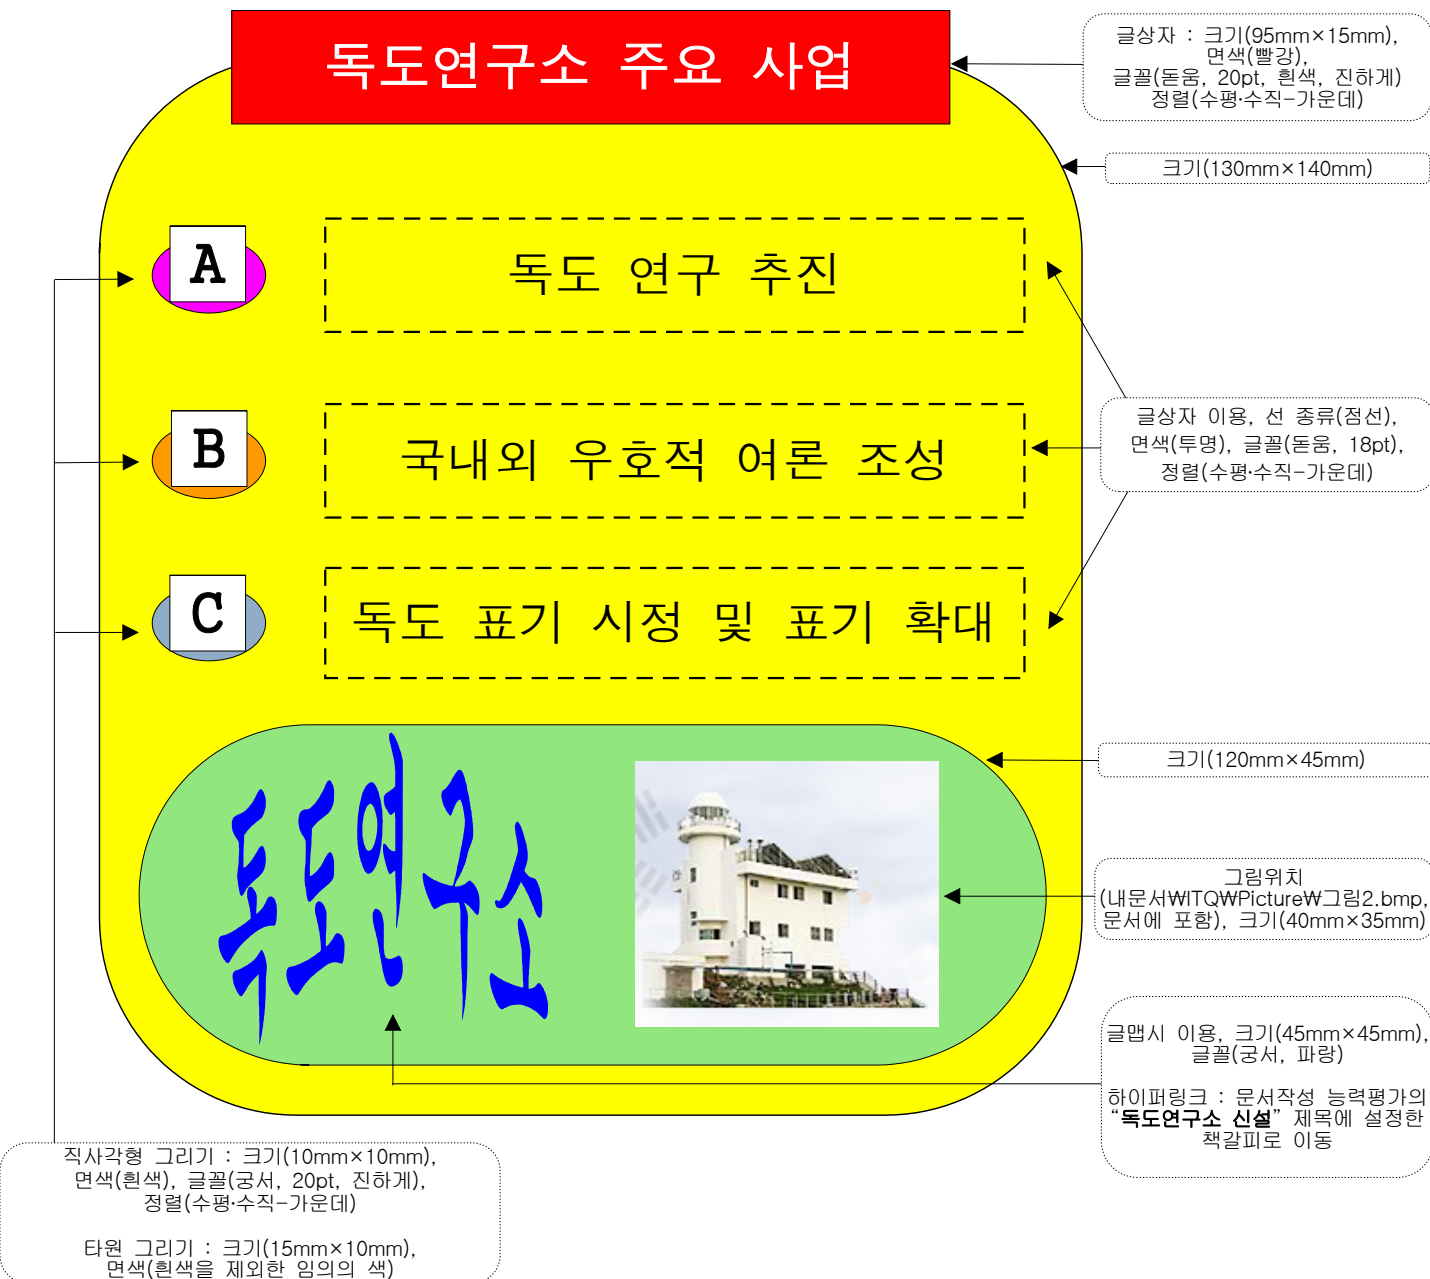 독도연구소 주요 사업
글상자 : 크기(95mm×15mm),
면색(빨강),
글꼴(돋움, 20pt, 흰색, 진하게)
정렬(수평·수직-가운데)
크기(130mm×140mm)
A
독도 연구 추진
B
국내외 우호적 여론 조성
글상자 이용, 선 종류(점선),
면색(투명), 글꼴(돋움, 18pt),
정렬(수평·수직-가운데)
C
독도 표기 시정 및 표기 확대
크기(120mm×45mm)
독도연구소
그림위치
(내문서₩ITQ₩Picture₩그림2.bmp,
문서에 포함), 크기(40mm×35mm)
글맵시 이용, 크기(45mm×45mm),
글꼴(궁서, 파랑)
하이퍼링크 : 문서작성 능력평가의
“독도연구소 신설” 제목에 설정한
책갈피로 이동
직사각형 그리기 : 크기(10mm×10mm),
면색(흰색), 글꼴(궁서, 20pt, 진하게),
정렬(수평·수직-가운데)
타원 그리기 : 크기(15mm×10mm),
면색(흰색을 제외한 임의의 색)